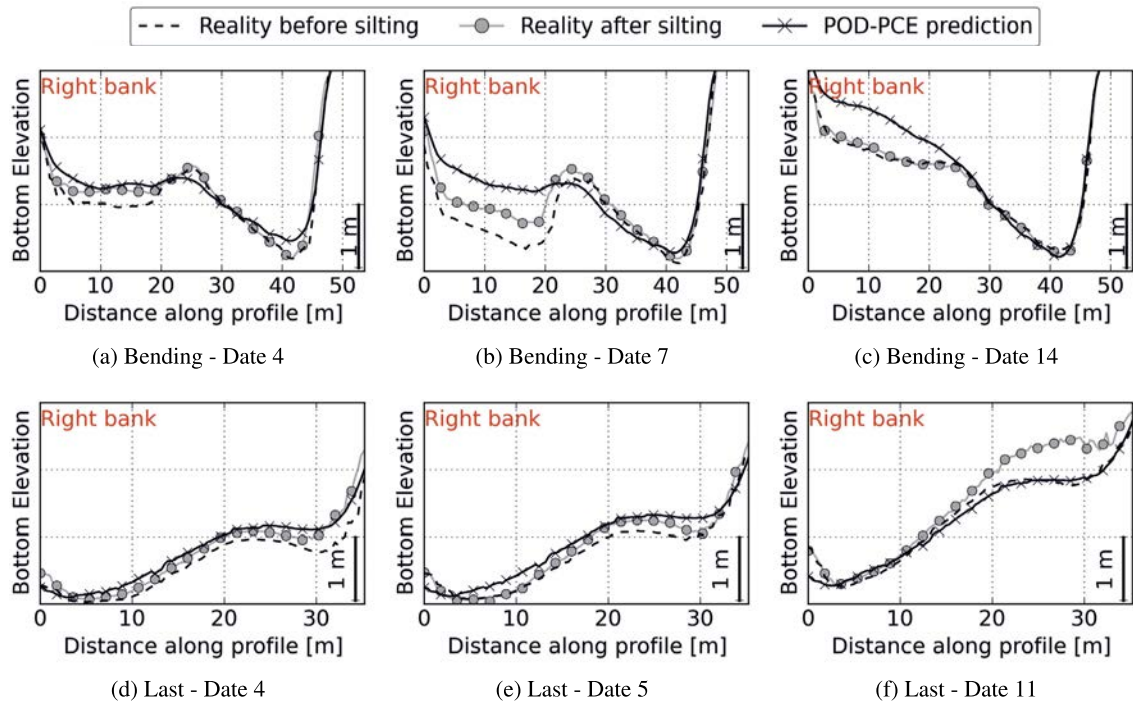 Reality before silting Reality after silting POD-PCE prediction
Right bank Right bank Right bank
Bottom Elevation Bottom Elevation Bottom Elevation
1 m 1 m 1 m
0 10 20 30 40 50 0 10 20 30 40 50 0 10 20 30 40 50
Distance along profile [m] Distance along profile [m] Distance along profile [m]
(a) Bending - Date 4 (b) Bending - Date 7 (c) Bending - Date 14
Right bank Right bank Right bank
Bottom Elevation Bottom Elevation Bottom Elevation
1 m 1 m 1 m
0 10 20 30 0 10 20 30 0 10 20 30
Distance along profile [m] Distance along profile [m] Distance along profile [m]
(d) Last - Date 4 (e) Last - Date 5 (f) Last - Date 11